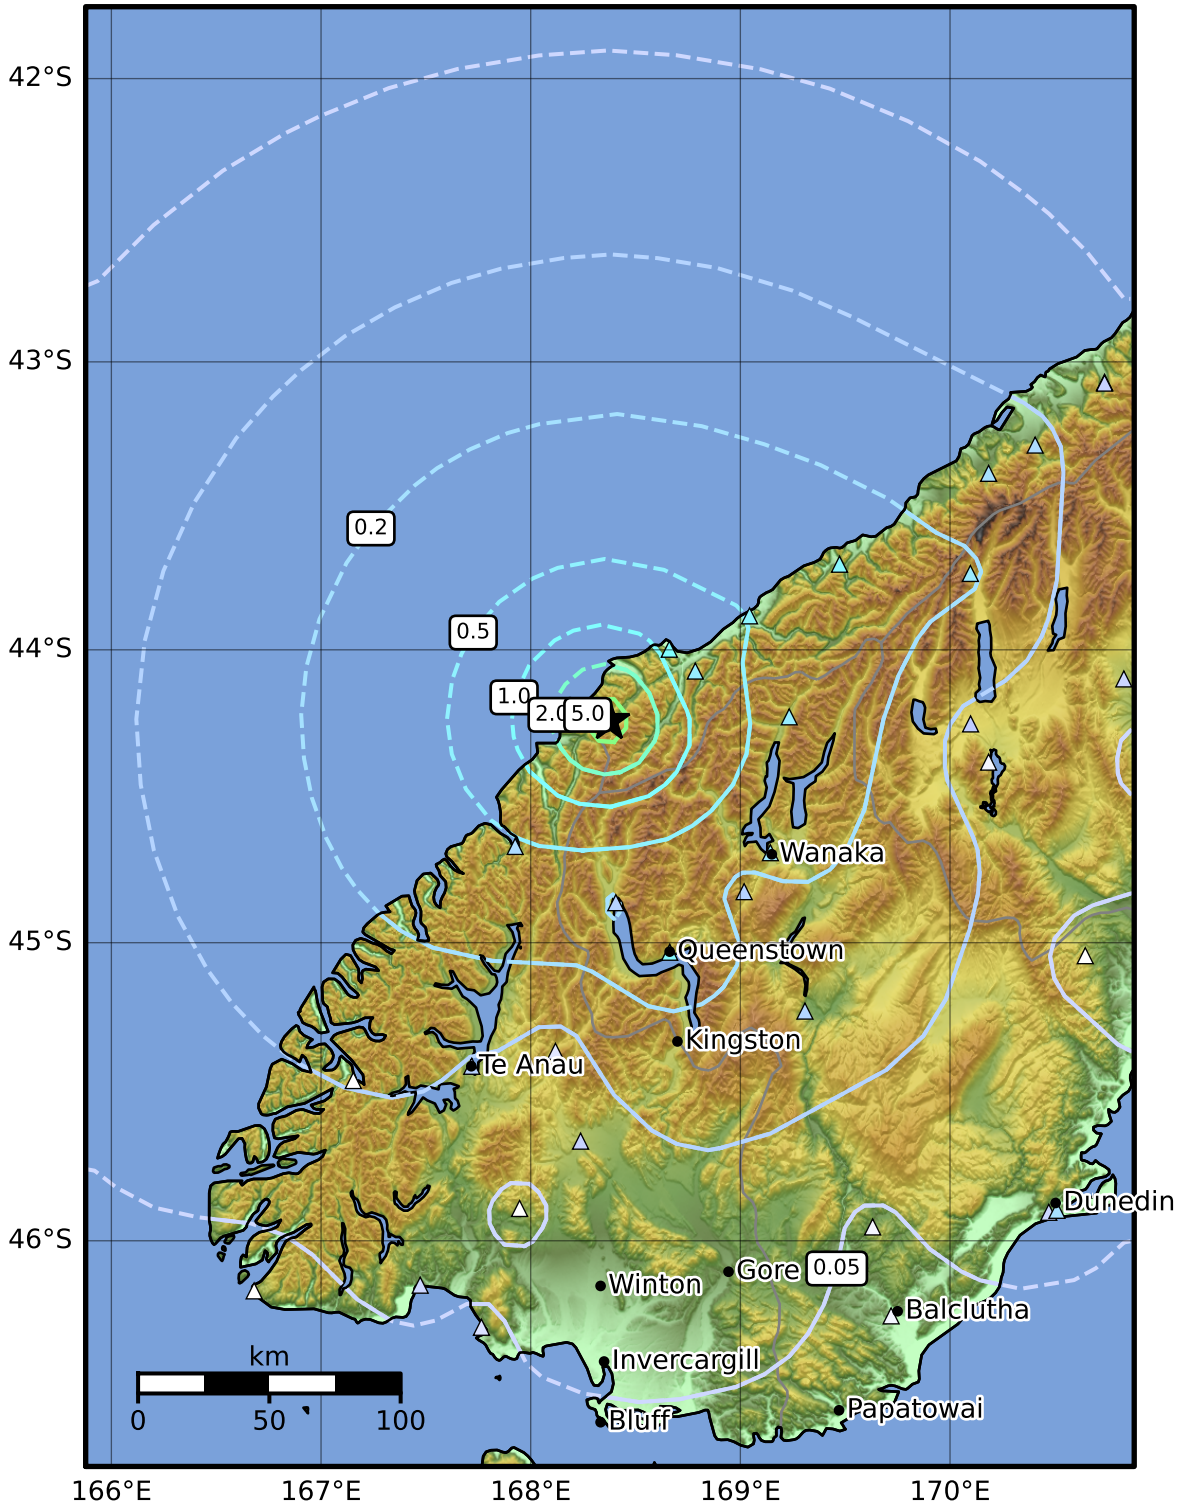 42°S
43°S
0.2
0.5
44°S
1.0
2.0
5.0
Wanaka
45°S
Queenstown
Kingston
Te Anau
Dunedin
46°S
0.05
Gore
Winton
Balclutha
km
Invercargill
0 50 100
Papatowai
Bluff
166°E 167°E 168°E 169°E 170°E